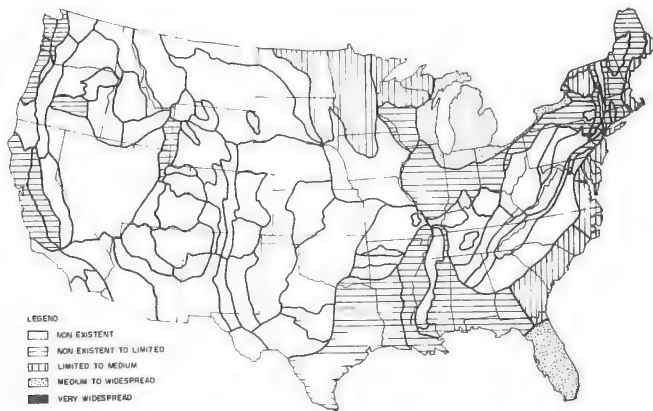 LEGEND
NON EXISTENT
NON EXISTENT TO LIMITED
LIMITED TO MEDIUM
MEDIUM TO WIDESPREAD
VERY WIDESPREAD